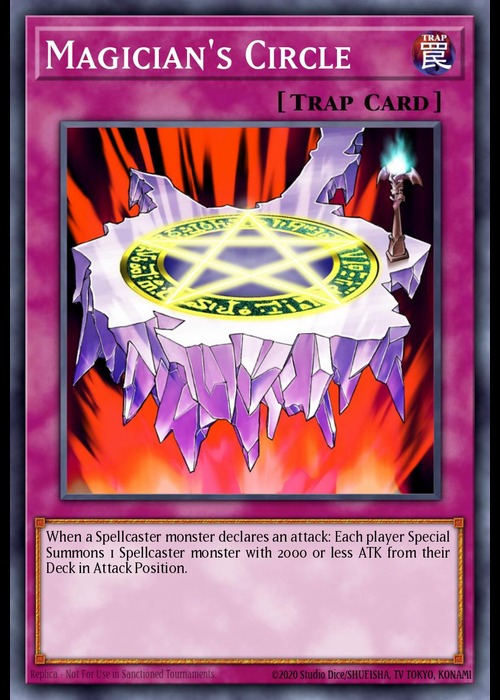 Magician's Circle
TRAP
罠
[Trap Card]
When a Spellcaster monster declares an attack: Each player Special
Summons 1 Spellcaster monster with 2000 or less ATK from their
Deck in Attack Position.
Replica - Not For Use in Sanctioned Tournaments.
©2020 Studio Dice/SHUEISHA, TV TOKYO, KONAMI